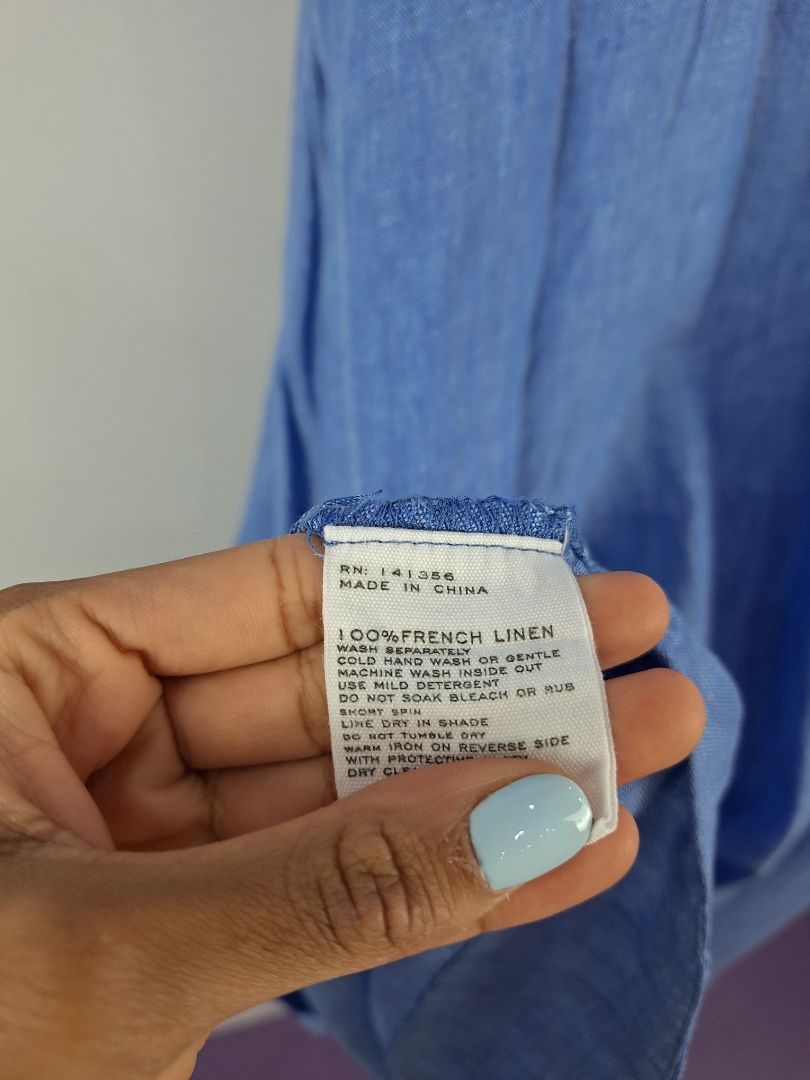 RN: 141356
MADE IN CHINA
100%FRENCH LINEN
WASH SEPARATELY
COLD HAND WASH OR GENTLE
MACHINE WASH INSIDE OUT
USE MILD DETERGENT
DO NOT SOAK BLEACH OR RUB
SHORT SPIN
LINE DRY IN SHADE
DO NOT TUMBLE DRY
WARM IRON ON REVERSE SIDE
WITH
DRY